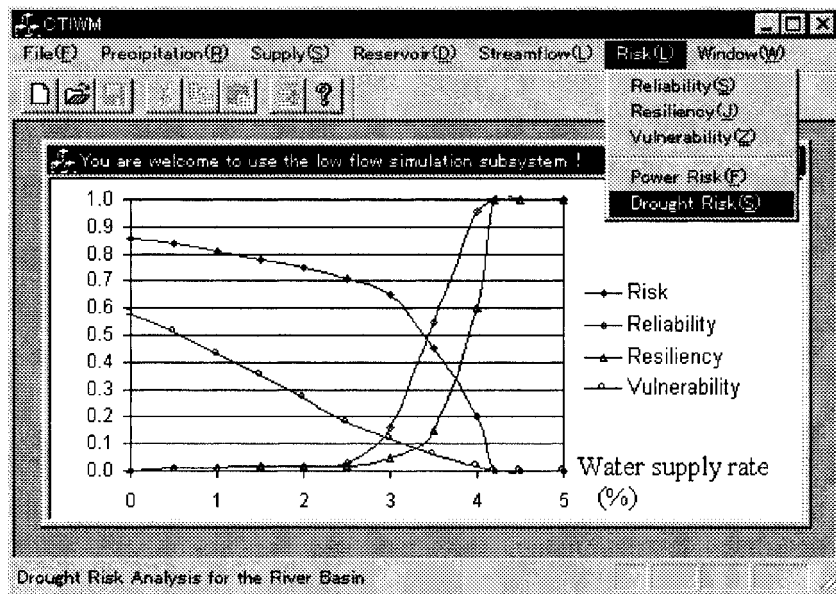 CTIWM
File(F) Precipitation(R) Supply(S) Reservoir(D) Streamflow(L) Risk(L) Window(W)
Reliability(S)
Resiliency(J)
Vulnerability(Z)
Power Risk(F)
Drought Risk(S)
You are welcome to use the low flow simulation subsystem !
1.0
0.9
0.8
0.7
0.6
0.5
0.4
0.3
0.2
0.1
0.0
0 1 2 3 4 5
Risk
Reliability
Resiliency
Vulnerability
Water supply rate
(%)
Drought Risk Analysis for the River Basin